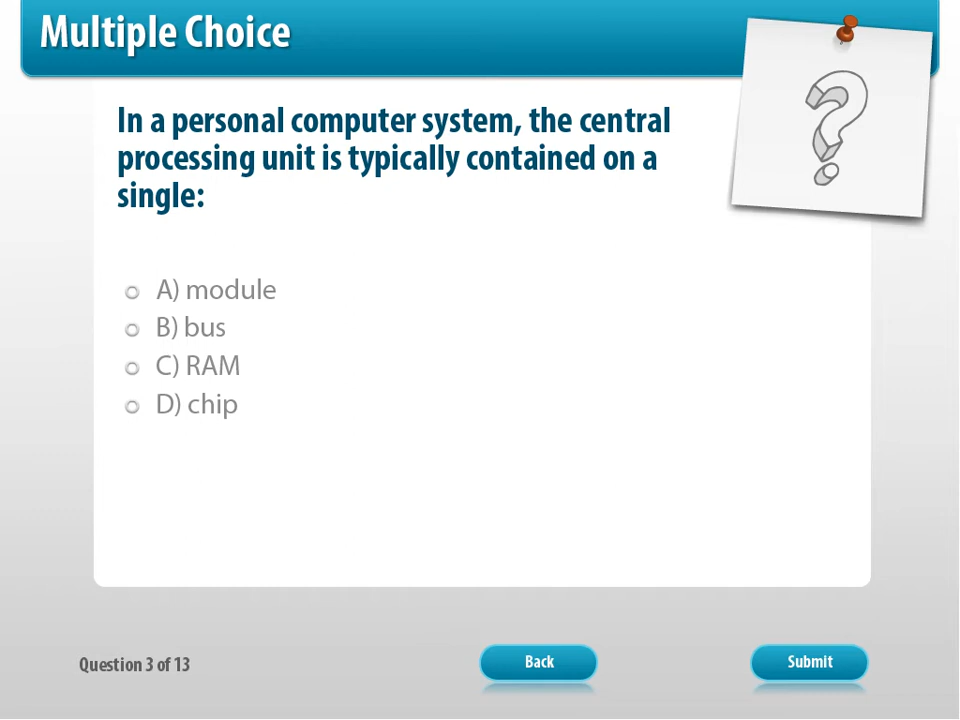 Multiple Choice
In a personal computer system, the central
processing unit is typically contained on a
single:
A) module
B) bus
C) RAM
D) chip
Question 3 of 13
Back
Submit